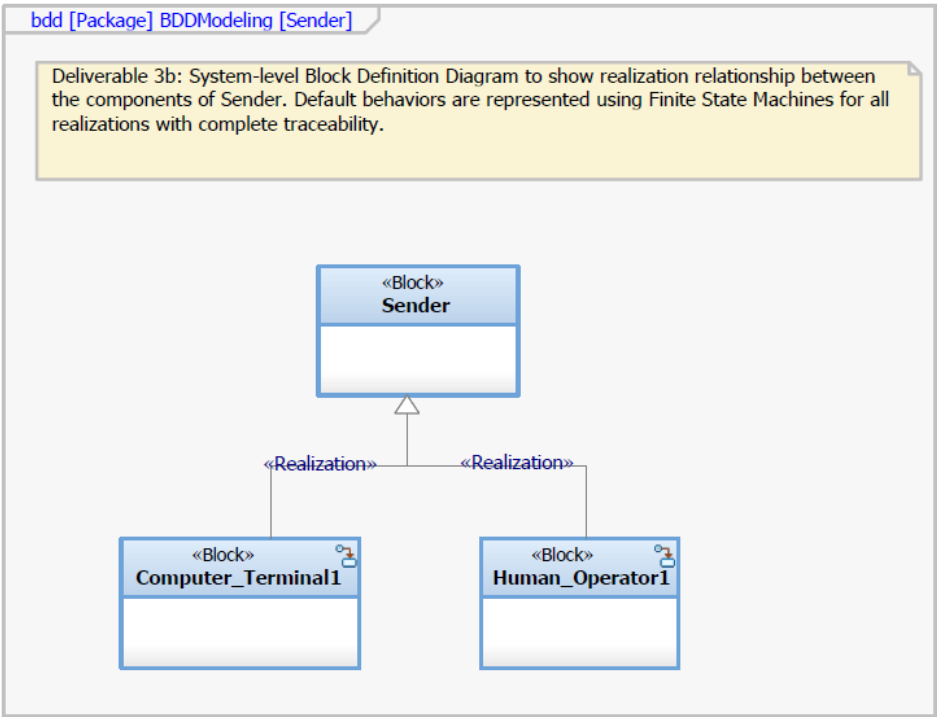 bdd [Package] BDDModeling [Sender]
Deliverable 3b: System-level Block Definition Diagram to show realization relationship between
the components of Sender. Default behaviors are represented using Finite State Machines for all
realizations with complete traceability.
«Block»
Sender
«Realization»
«Realization»
«Block»
Computer_Terminal1
«Block»
Human_Operator1